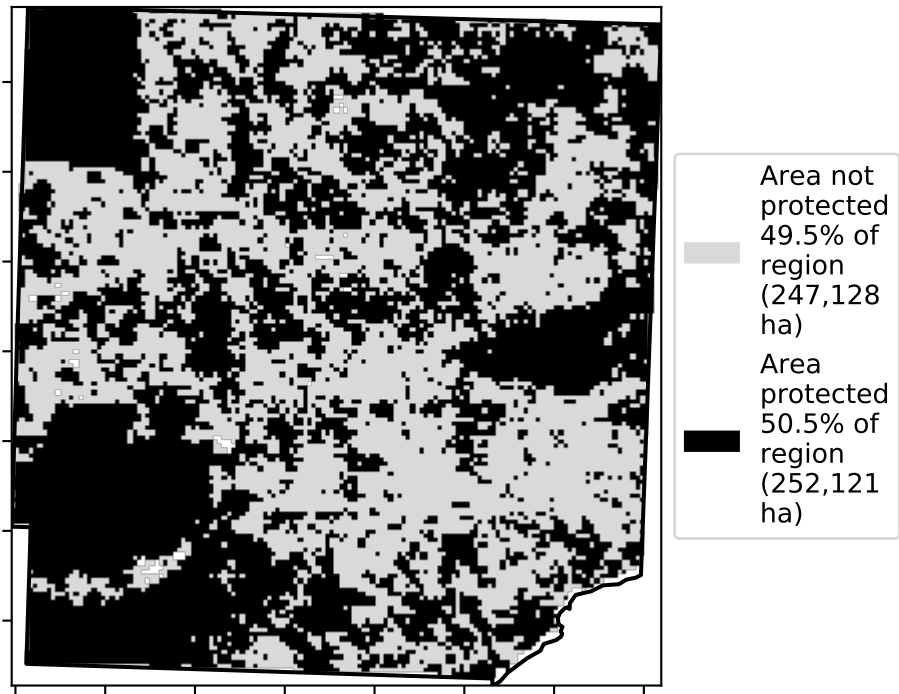 Area not
protected
49.5% of
region
(247,128
ha)
Area
protected
50.5% of
region
(252,121
ha)